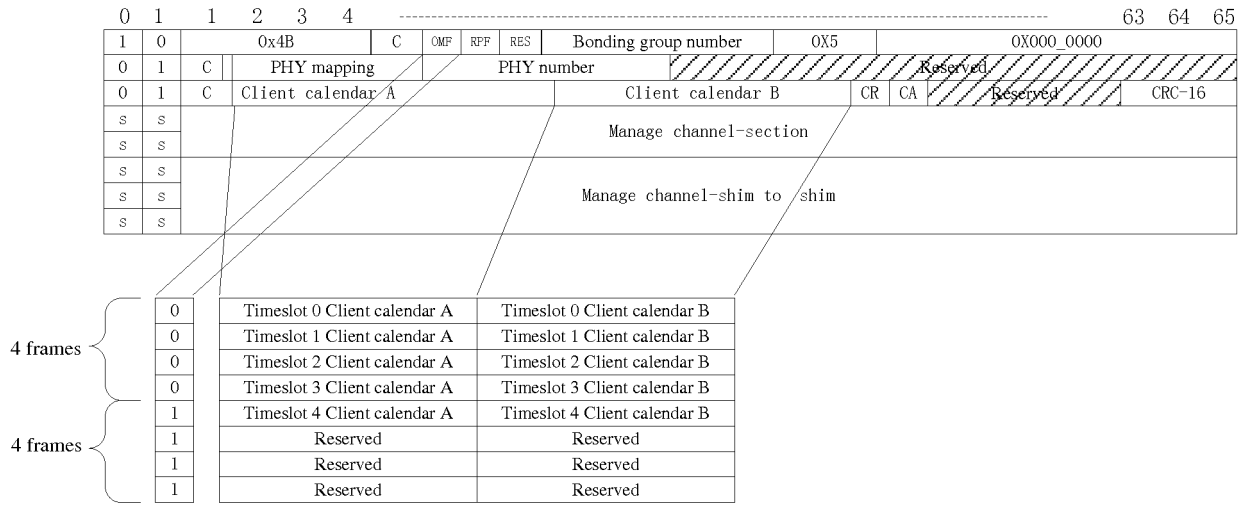 0 1 1 2 3 4 63 64 65
1 0 0x4B C OMF RPF RES Bonding group number 0X5 0X000_0000
0 1 C PHY mapping PHY number Reserved
0 1 C Client calendar A Client calendar B CR CA Reserved CRC-16
s s
Manage channel-section
s s
s s
s s Manage channel-shim to shim
s s
0 Timeslot 0 Client calendar A Timeslot 0 Client calendar B
0 Timeslot 1 Client calendar A Timeslot 1 Client calendar B
4 frames
0 Timeslot 2 Client calendar A Timeslot 2 Client calendar B
0 Timeslot 3 Client calendar A Timeslot 3 Client calendar B
1 Timeslot 4 Client calendar A Timeslot 4 Client calendar B
4 frames
1 Reserved Reserved
1 Reserved Reserved
1 Reserved Reserved